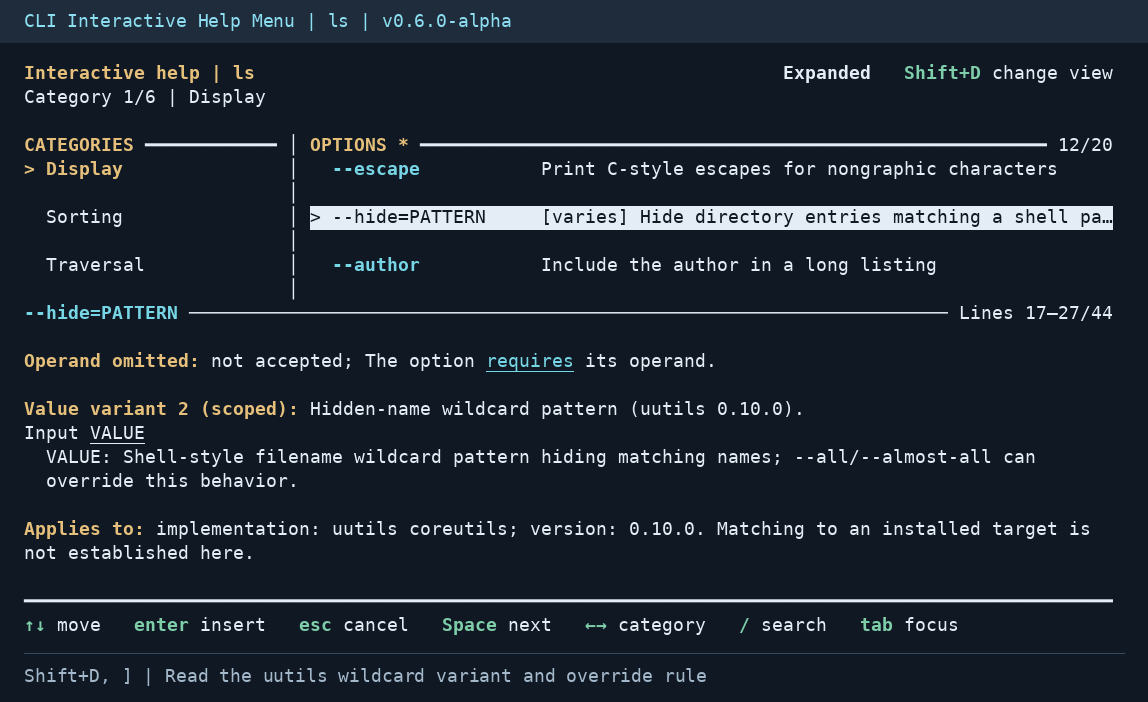 CLI Interactive Help Menu | ls | v0.6.0-alpha
Interactive help | ls Expanded Shift+D change view
Category 1/6 | Display
CATEGORIES │ OPTIONS * 12/20
> Display │ --escape Print C-style escapes for nongraphic characters
Sorting │ > --hide=PATTERN [varies] Hide directory entries matching a shell pa…
Traversal │ --author Include the author in a long listing
--hide=PATTERN Lines 17–27/44
Operand omitted: not accepted; The option requires its operand.
Value variant 2 (scoped): Hidden-name wildcard pattern (uutils 0.10.0).
Input VALUE
VALUE: Shell-style filename wildcard pattern hiding matching names; --all/--almost-all can
override this behavior.
Applies to: implementation: uutils coreutils; version: 0.10.0. Matching to an installed target is
not established here.
↑↓ move enter insert esc cancel Space next ←→ category / search tab focus
Shift+D, ] | Read the uutils wildcard variant and override rule